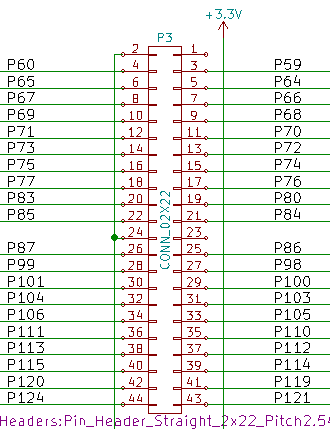 +3.3V
P3
2 1
P60 4 3 P59
P65 6 5 P64
P67 8 7 P66
P69 10 9 P68
P71 12 11 P70
P73 14 13 P72
P75 16 15 P74
P77 18 17 P76
P83 20 19 P80
P85 22 21 P84
24 23
P87 26 25 P86
P99 28 27 P98
P101 30 29 P100
P104 32 31 P103
P106 34 33 P105
P111 36 35 P110
P113 38 37 P112
P115 40 39 P114
P120 42 41 P119
P124 44 43 P121
CONN_02X22
Headers:Pin_Header_Straight_2x22_Pitch2.54